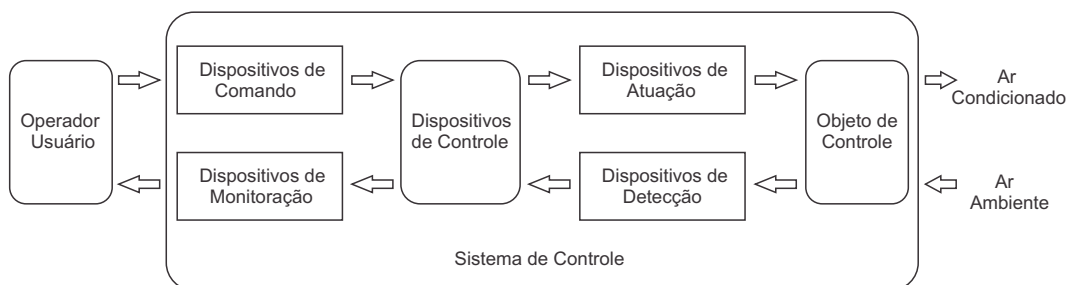 Operador
Usuário
Dispositivos de
Comando
Dispositivos de
Monitoração
Dispositivos
de Controle
Dispositivos de
Atuação
Dispositivos de
Detecção
Objeto de
Controle
Ar
Condicionado
Ar
Ambiente
Sistema de Controle